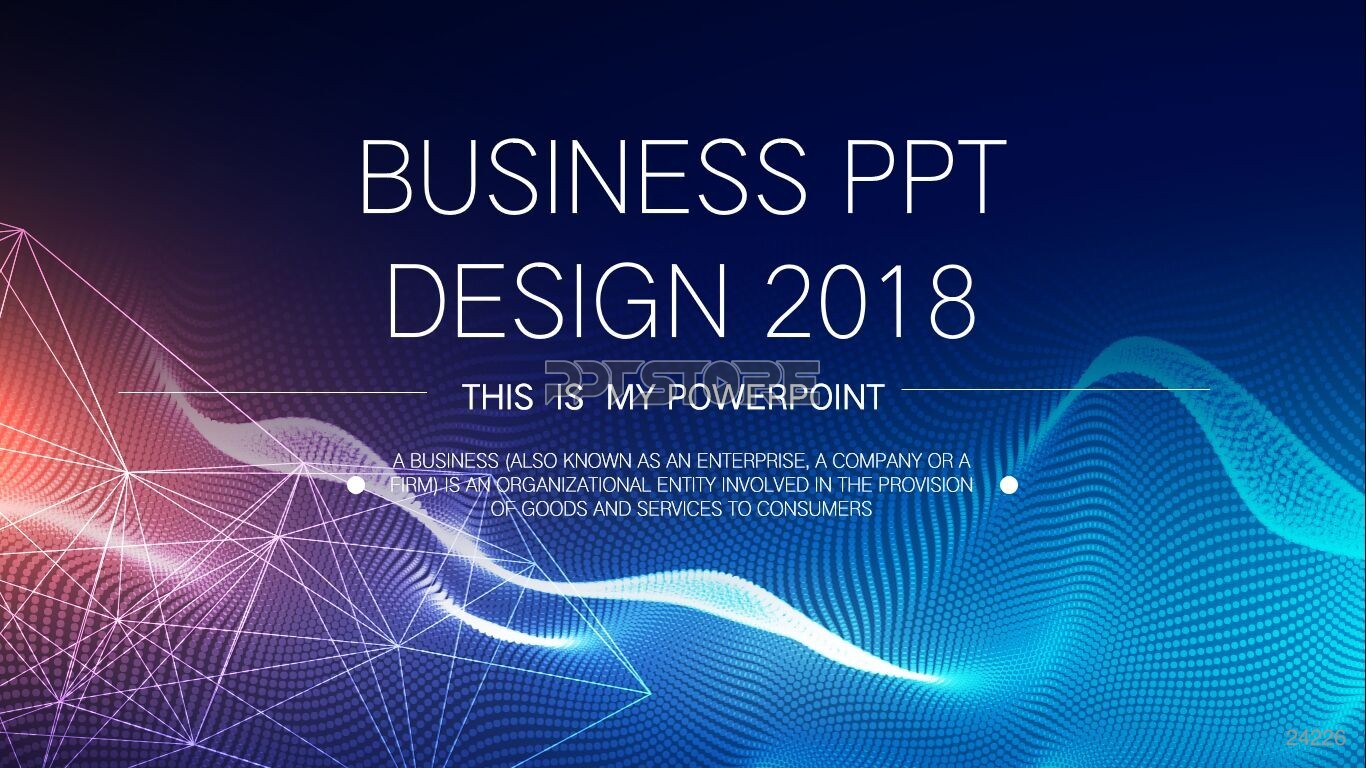 BUSINESS PPT
DESIGN 2018
PPTSTORE
THIS IS MY POWERPOINT
A BUSINESS (ALSO KNOWN AS AN ENTERPRISE, A COMPANY OR A
FIRM) IS AN ORGANIZATIONAL ENTITY INVOLVED IN THE PROVISION
OF GOODS AND SERVICES TO CONSUMERS
24226